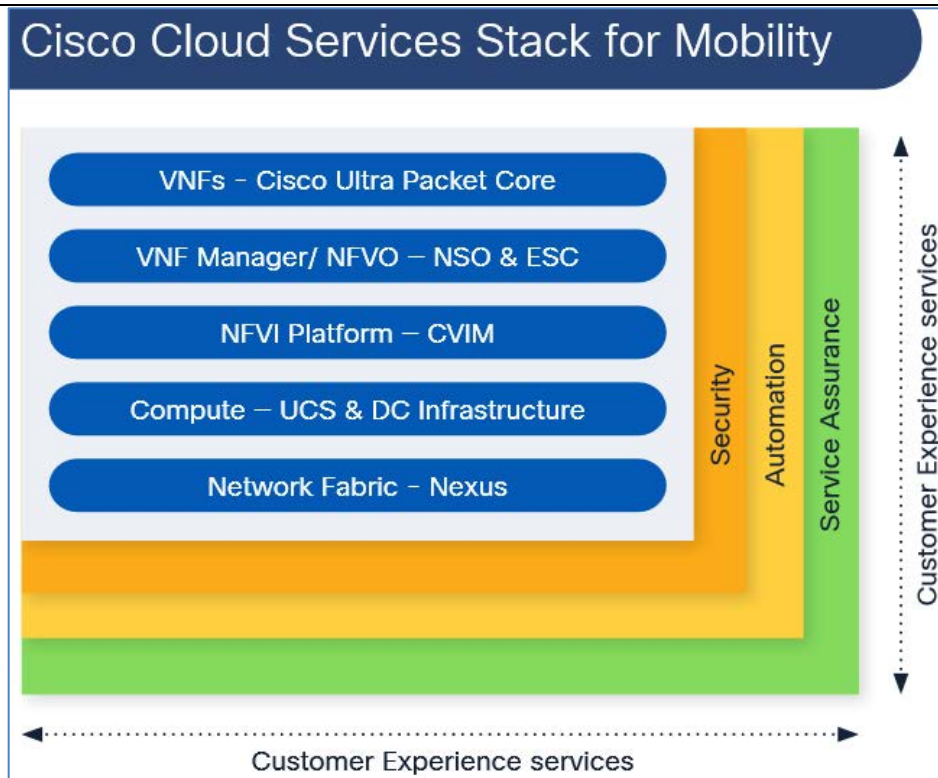 Cisco Cloud Services Stack for Mobility
VNFs - Cisco Ultra Packet Core
VNF Manager/ NFVO – NSO & ESC
NFVI Platform – CVIM
Compute – UCS & DC Infrastructure
Network Fabric - Nexus
Security
Automation
Service Assurance
Customer Experience services
Customer Experience services